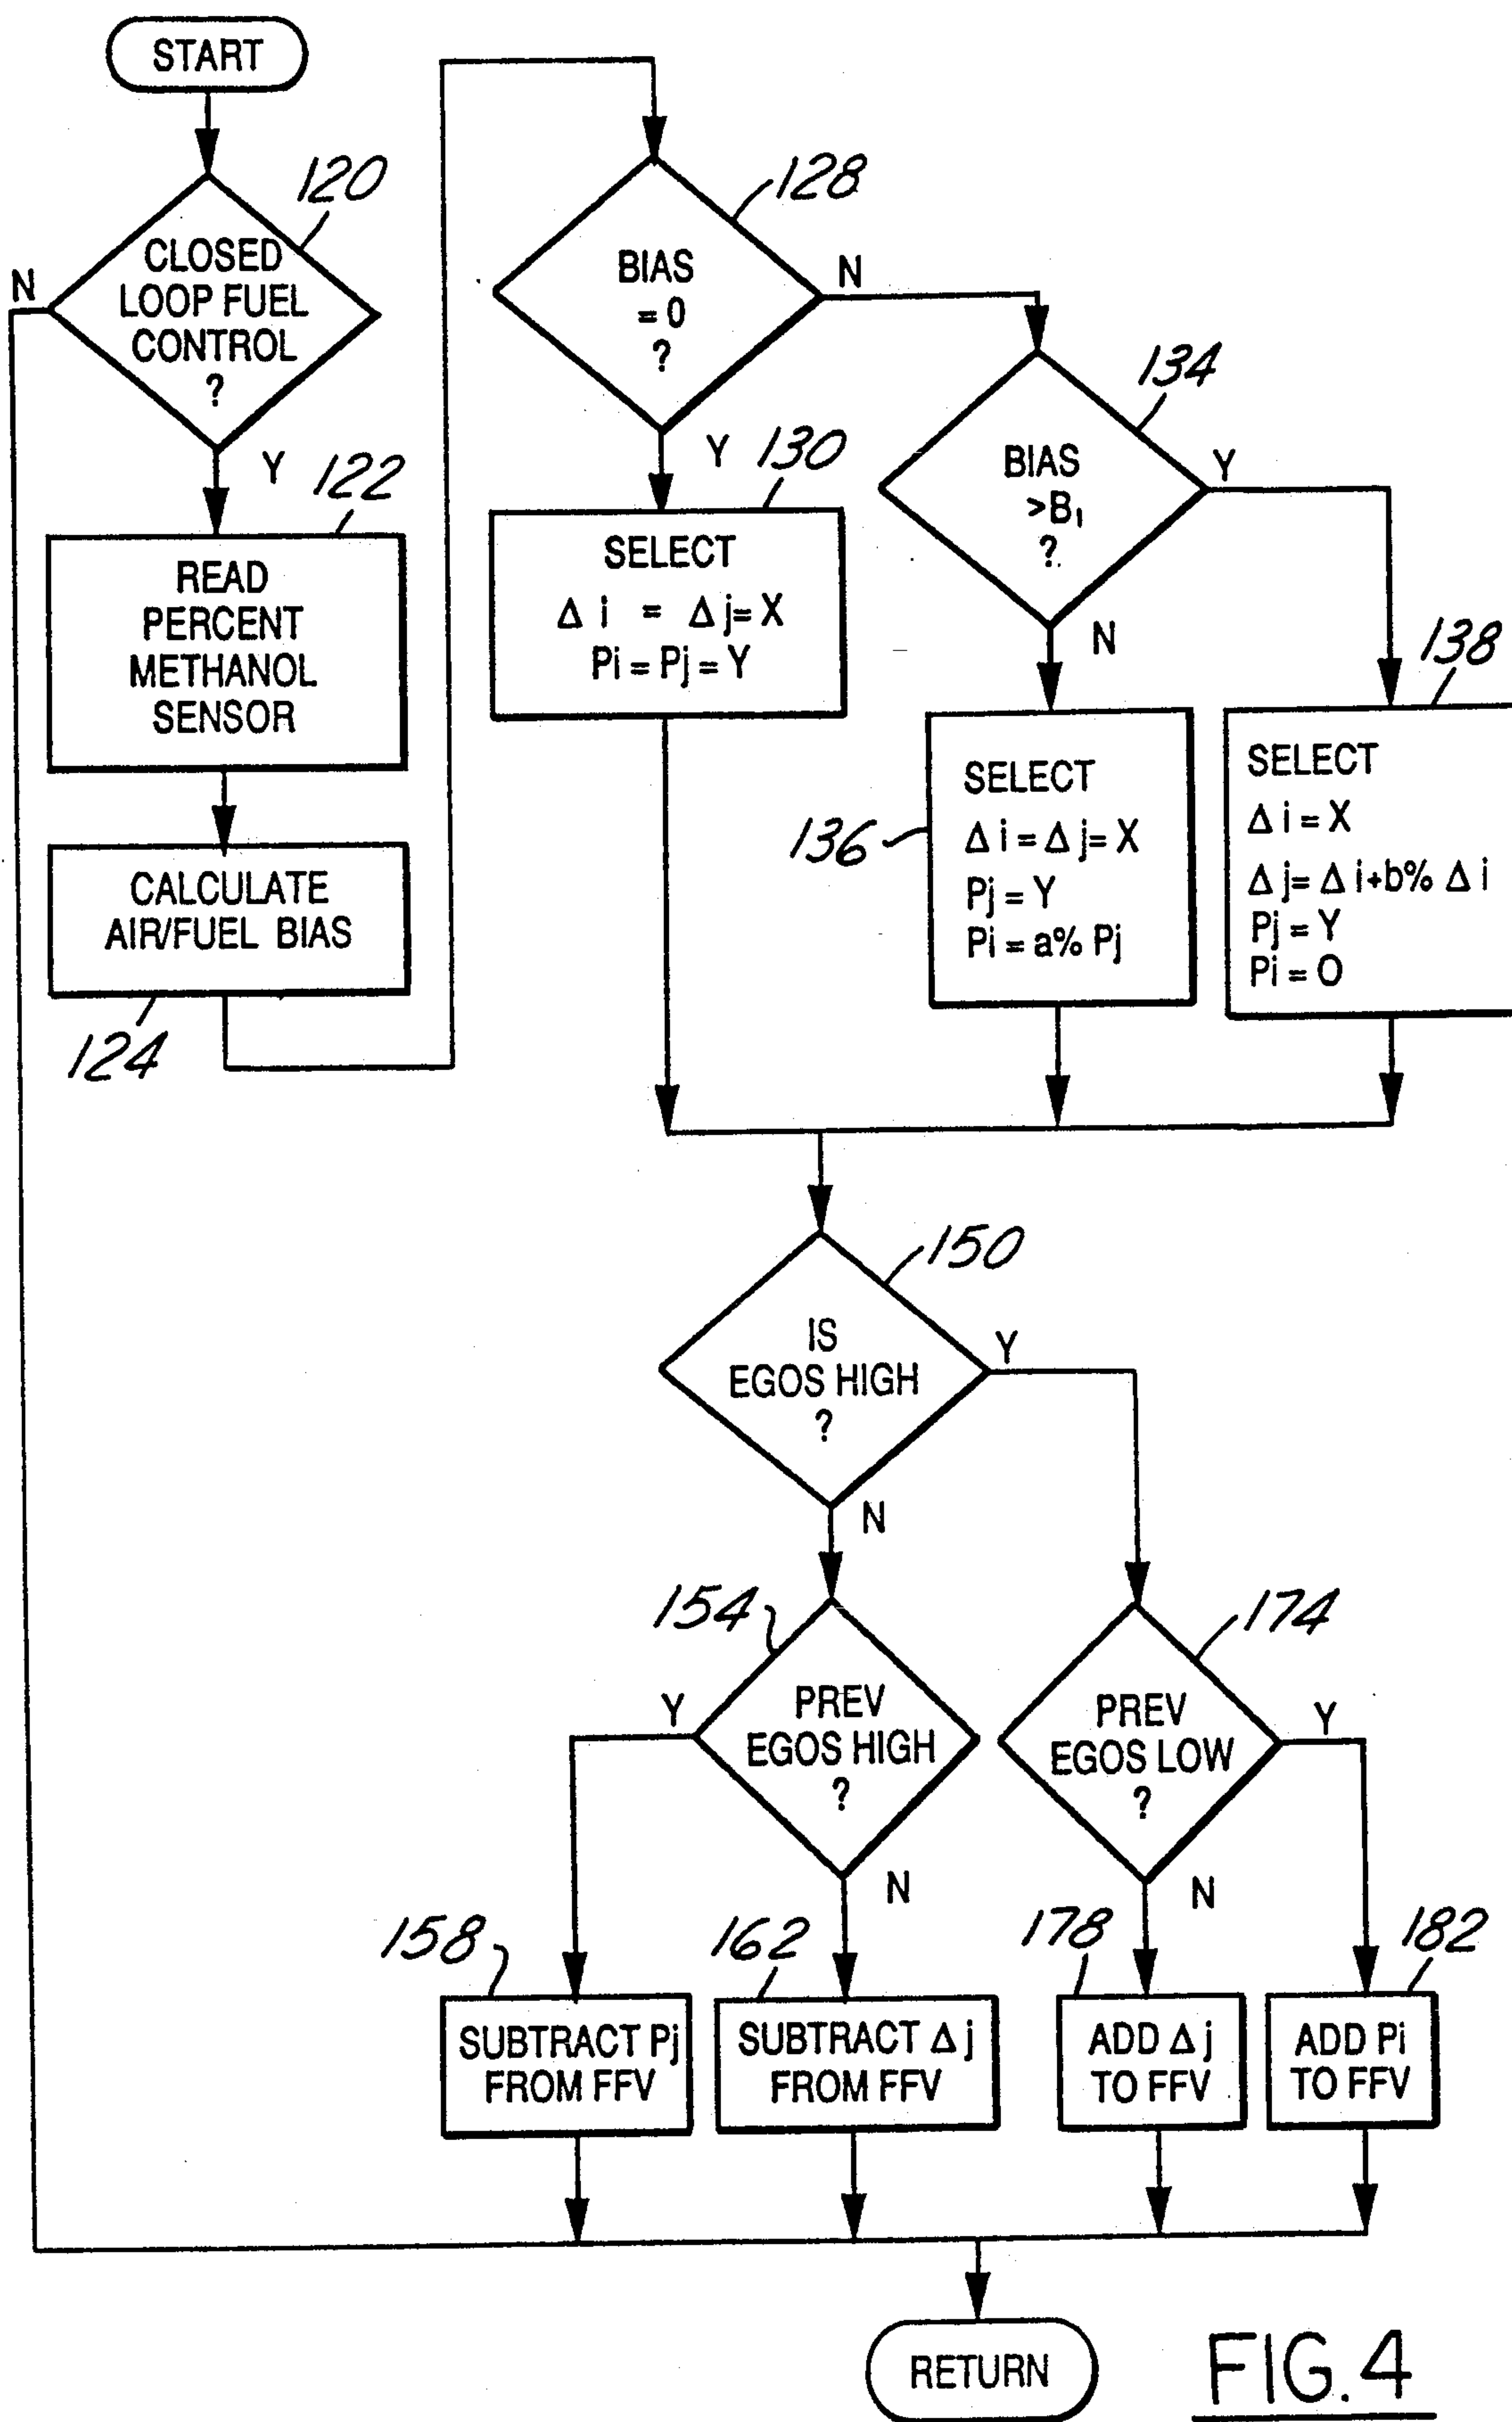 START
120
CLOSED
LOOP FUEL
CONTROL
?
N
Y
122
READ
PERCENT
METHANOL
SENSOR
CALCULATE
AIR/FUEL BIAS
124
128
BIAS
= 0
?
N
Y
130
SELECT
Δ i = Δ j= X
Pi = Pj = Y
134
BIAS
>B₁
?
Y
N
136
SELECT
Δ i = Δ j= X
Pj = Y
Pi = a% Pj
138
SELECT
Δ i = X
Δ j= Δ i+b% Δ i
Pj = Y
Pi = O
150
IS
EGOS HIGH
?
Y
N
154
PREV
EGOS HIGH
?
Y
N
174
PREV
EGOS LOW
?
Y
N
158
SUBTRACT Pj
FROM FFV
162
SUBTRACT Δ j
FROM FFV
178
ADD Δ j
TO FFV
182
ADD Pi
TO FFV
RETURN
FIG.4